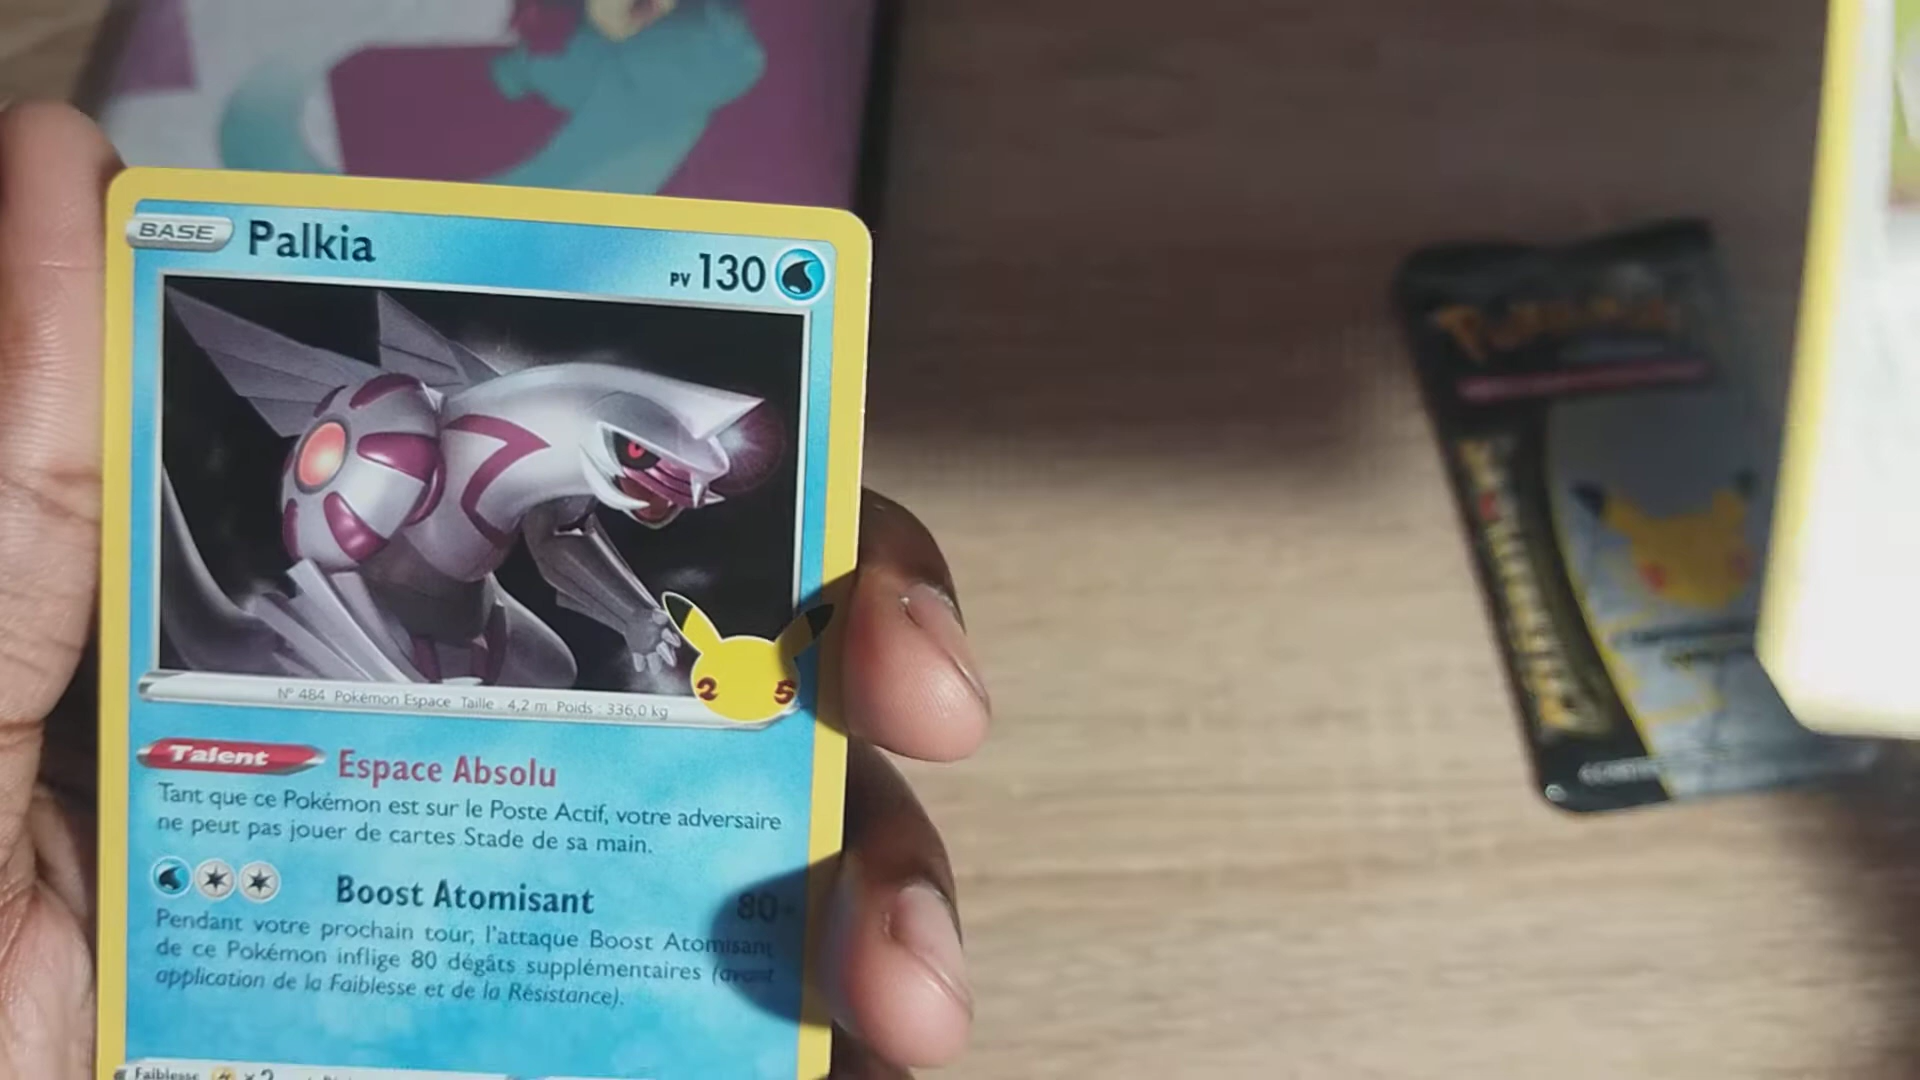 BASE Palkia PV 130
N° 484 Pokémon Espace Taille : 4,2 m Poids : 336,0 kg
25
Talent Espace Absolu
Tant que ce Pokémon est sur le Poste Actif, votre adversaire
ne peut pas jouer de cartes Stade de sa main.
Boost Atomisant 80+
Pendant votre prochain tour, l'attaque Boost Atomisant
de ce Pokémon inflige 80 dégâts supplémentaires (avant
application de la Faiblesse et de la Résistance).
Faiblesse ×2
Pokémon